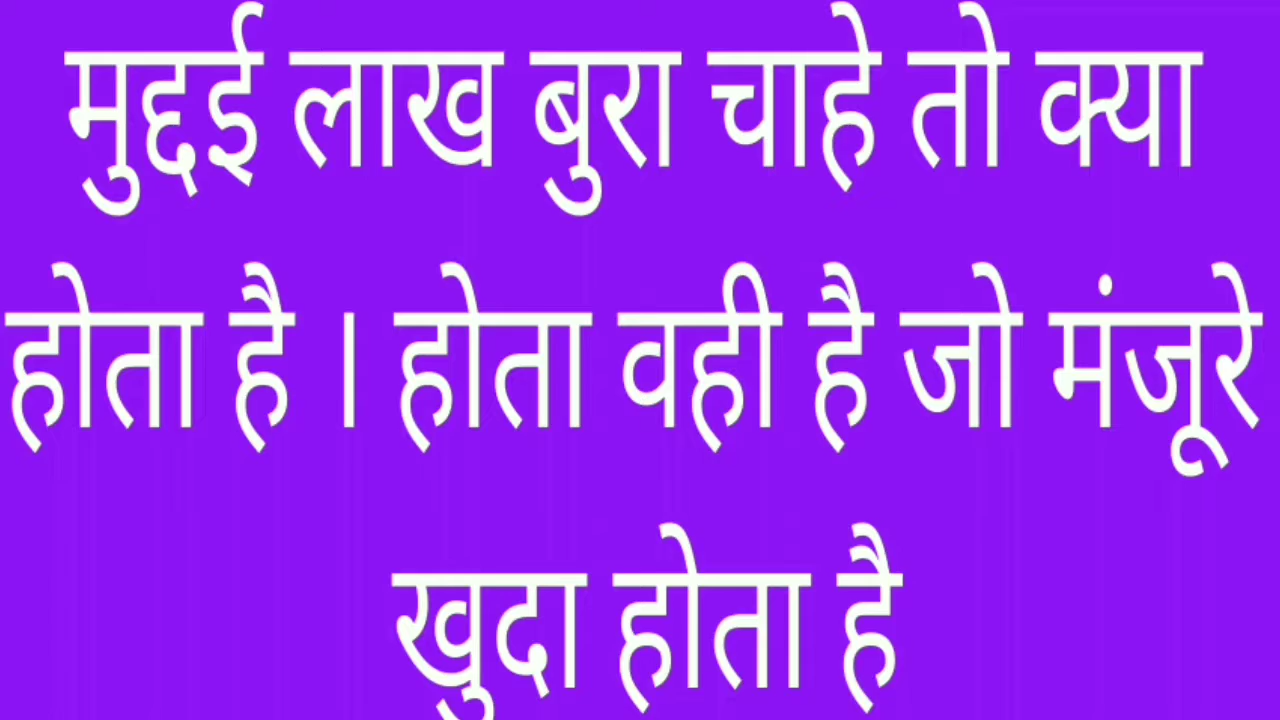 मुद्दई लाख बुरा चाहे तो क्या
होता है । होता वही है जो मंजूरे
खुदा होता है